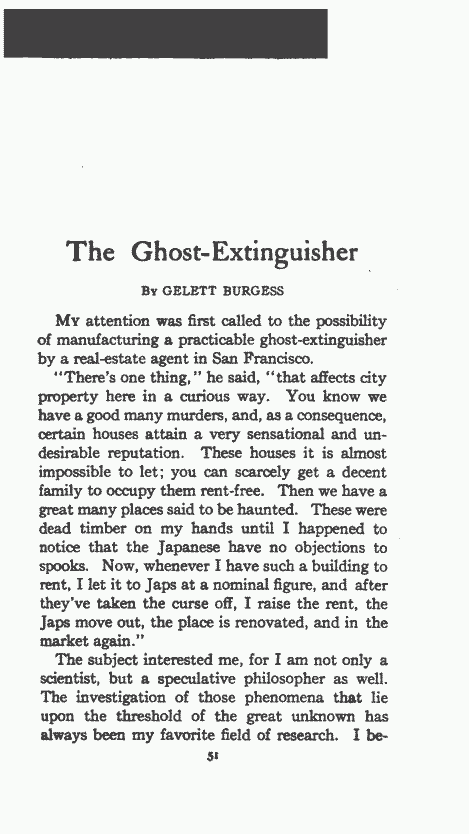 The Ghost-Extinguisher
By GELETT BURGESS
My attention was first called to the possibility
of manufacturing a practicable ghost-extinguisher
by a real-estate agent in San Francisco.
"There's one thing," he said, "that affects city
property here in a curious way. You know we
have a good many murders, and, as a consequence,
certain houses attain a very sensational and un-
desirable reputation. These houses it is almost
impossible to let; you can scarcely get a decent
family to occupy them rent-free. Then we have a
great many places said to be haunted. These were
dead timber on my hands until I happened to
notice that the Japanese have no objections to
spooks. Now, whenever I have such a building to
rent, I let it to Japs at a nominal figure, and after
they've taken the curse off, I raise the rent, the
Japs move out, the place is renovated, and in the
market again."
The subject interested me, for I am not only a
scientist, but a speculative philosopher as well.
The investigation of those phenomena that lie
upon the threshold of the great unknown has
always been my favorite field of research. I be-
51